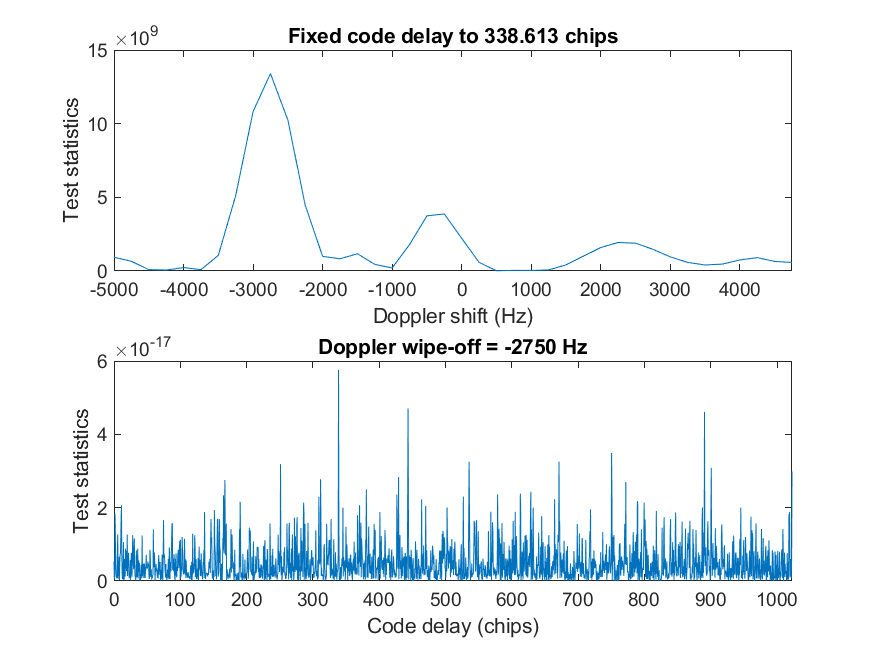 ×10^9
Fixed code delay to 338.613 chips
15
10
5
0
Test statistics
-5000 -4000 -3000 -2000 -1000 0 1000 2000 3000 4000
Doppler shift (Hz)
×10^-17
Doppler wipe-off = -2750 Hz
6
4
2
0
Test statistics
0 100 200 300 400 500 600 700 800 900 1000
Code delay (chips)